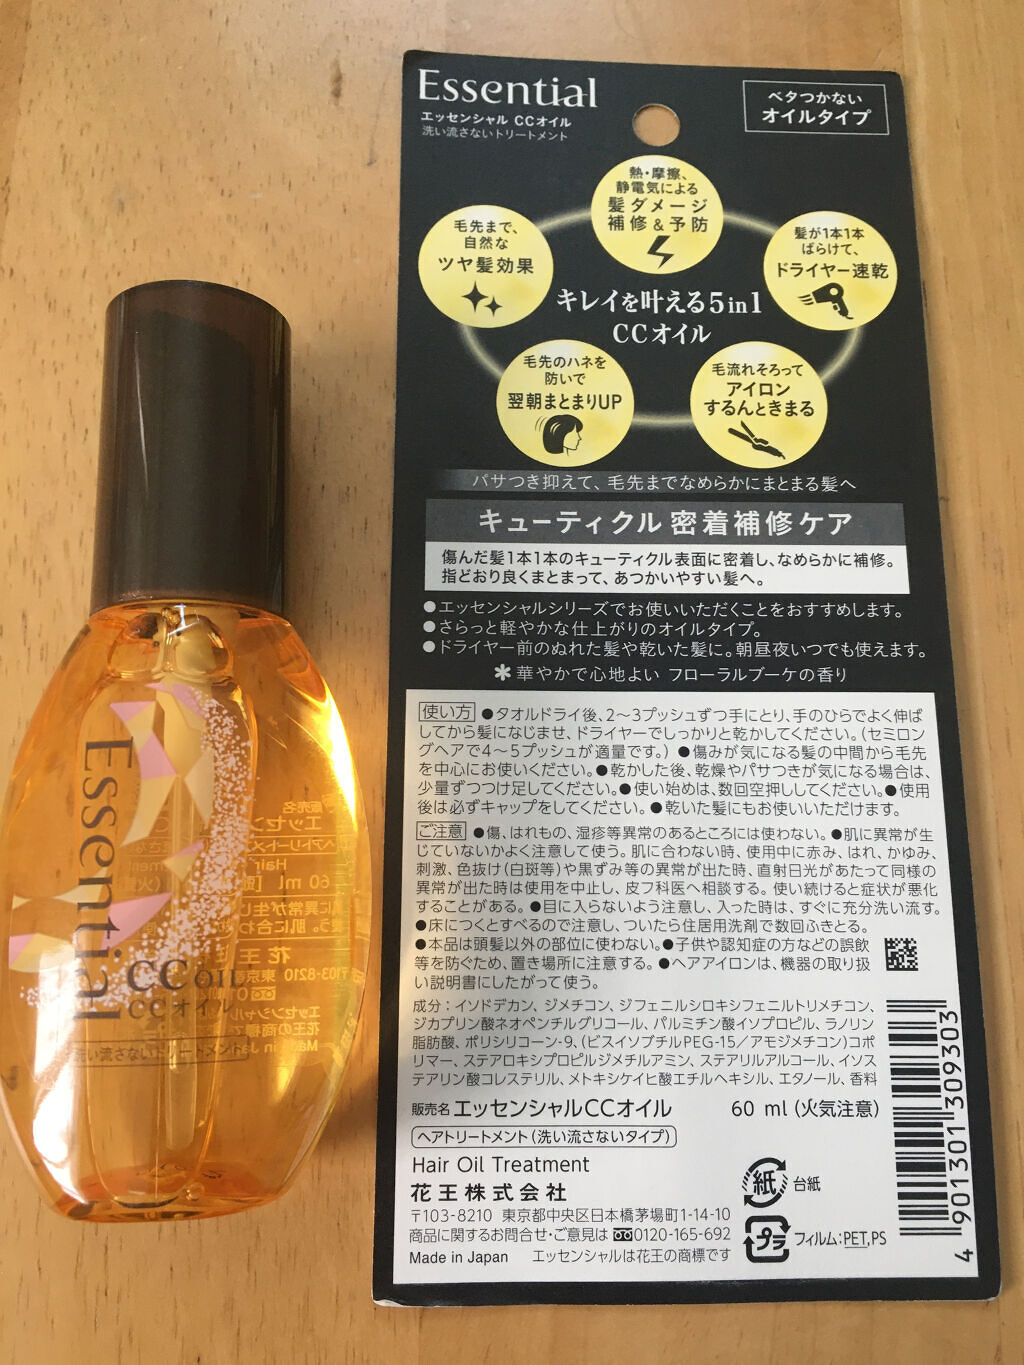 Essential
エッセンシャル CCオイル
洗い流さないトリートメント
ベタつかない
オイルタイプ
熱・摩擦、
静電気による
髪ダメージ
補修&予防
毛先まで、
自然な
ツヤ髪効果
髪が1本1本
ばらけて、
ドライヤー速乾
キレイを叶える5in1
CCオイル
毛先のハネを
防いで
翌朝まとまりUP
毛流れそろって
アイロン
するんときまる
パサつき抑えて、毛先までなめらかにまとまる髪へ
キューティクル 密着補修ケア
傷んだ髪1本1本のキューティクル表面に密着し、なめらかに補修。
指どおり良くまとまって、あつかいやすい髪へ。
●エッセンシャルシリーズでお使いいただくことをおすすめします。
●さらっと軽やかな仕上がりのオイルタイプ。
●ドライヤー前のぬれた髪や乾いた髪に。朝昼夜いつでも使えます。
✻華やかで心地よい フローラルブーケの香り
使い方 ●タオルドライ後、2〜3プッシュずつ手にとり、手のひらでよく伸ば
してから髪になじませ、ドライヤーでしっかりと乾かしてください。(セミロン
グヘアで4〜5プッシュが適量です。) ●傷みが気になる髪の中間から毛先
を中心にお使いください。●乾かした後、乾燥やパサつきが気になる場合は、
少量ずつつけ足してください。●使い始めは、数回空押ししてください。●使用
後は必ずキャップをしてください。●乾いた髪にもお使いいただけます。
ご注意 ●傷、はれもの、湿疹等異常のあるところには使わない。●肌に異常が生
じていないかよく注意して使う。肌に合わない時、使用中に赤み、はれ、かゆみ、
刺激、色抜け(白斑等)や黒ずみ等の異常が出た時、直射日光があたって同様の
異常が出た時は使用を中止し、皮フ科医へ相談する。使い続けると症状が悪化
することがある。●目に入らないよう注意し、入った時は、すぐに充分洗い流す。
●床につくとすべるので注意し、ついたら住居用洗剤で数回ふきとる。
●本品は頭髪以外の部位に使わない。●子供や認知症の方などの誤飲
等を防ぐため、置き場所に注意する。●ヘアアイロンは、機器の取り扱
い説明書にしたがって使う。
成分:イソドデカン、ジメチコン、ジフェニルシロキシフェニルトリメチコン、
ジカプリン酸ネオペンチルグリコール、パルミチン酸イソプロピル、ラノリン
脂肪酸、ポリシリコーン-9、(ビスイソブチルPEG-15/アモジメチコン)コポ
リマー、ステアロキシプロピルジメチルアミン、ステアリルアルコール、イソス
テアリン酸コレステリル、メトキシケイヒ酸エチルヘキシル、エタノール、香料
販売名 エッセンシャルCCオイル 60 ml (火気注意)
ヘアトリートメント(洗い流さないタイプ)
Hair Oil Treatment
花王株式会社
〒103-8210 東京都中央区日本橋茅場町1-14-10
商品に関するお問合せ・ご意見は 0120-165-692
Made in Japan エッセンシャルは花王の商標です
紙 台紙
プラ フィルム:PET,PS
4 901301 309303
Essential
CC OIL
CCオイル